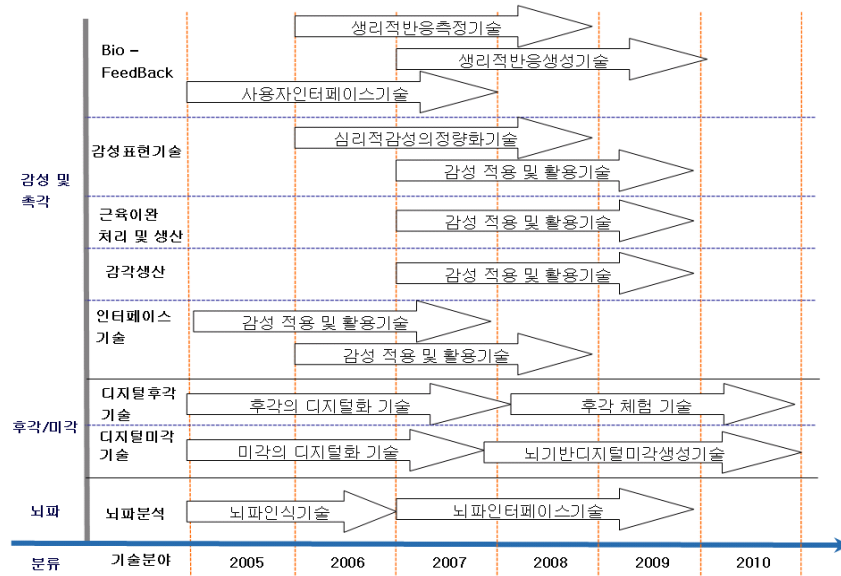 생리적반응측정기술
Bio –
FeedBack
생리적반응생성기술
사용자인터페이스기술
감성표현기술
심리적감성의정량화기술
감성 적용 및 활용기술
감성 및
촉각
근육이완
처리 및 생산
감성 적용 및 활용기술
감각생산
감성 적용 및 활용기술
인터페이스
기술
감성 적용 및 활용기술
감성 적용 및 활용기술
후각/미각
디지털후각
기술
후각의 디지털화 기술
후각 체험 기술
디지털미각
기술
미각의 디지털화 기술
뇌기반디지털미각생성기술
뇌파
뇌파분석
뇌파인식기술
뇌파인터페이스기술
분류
기술분야
2005
2006
2007
2008
2009
2010